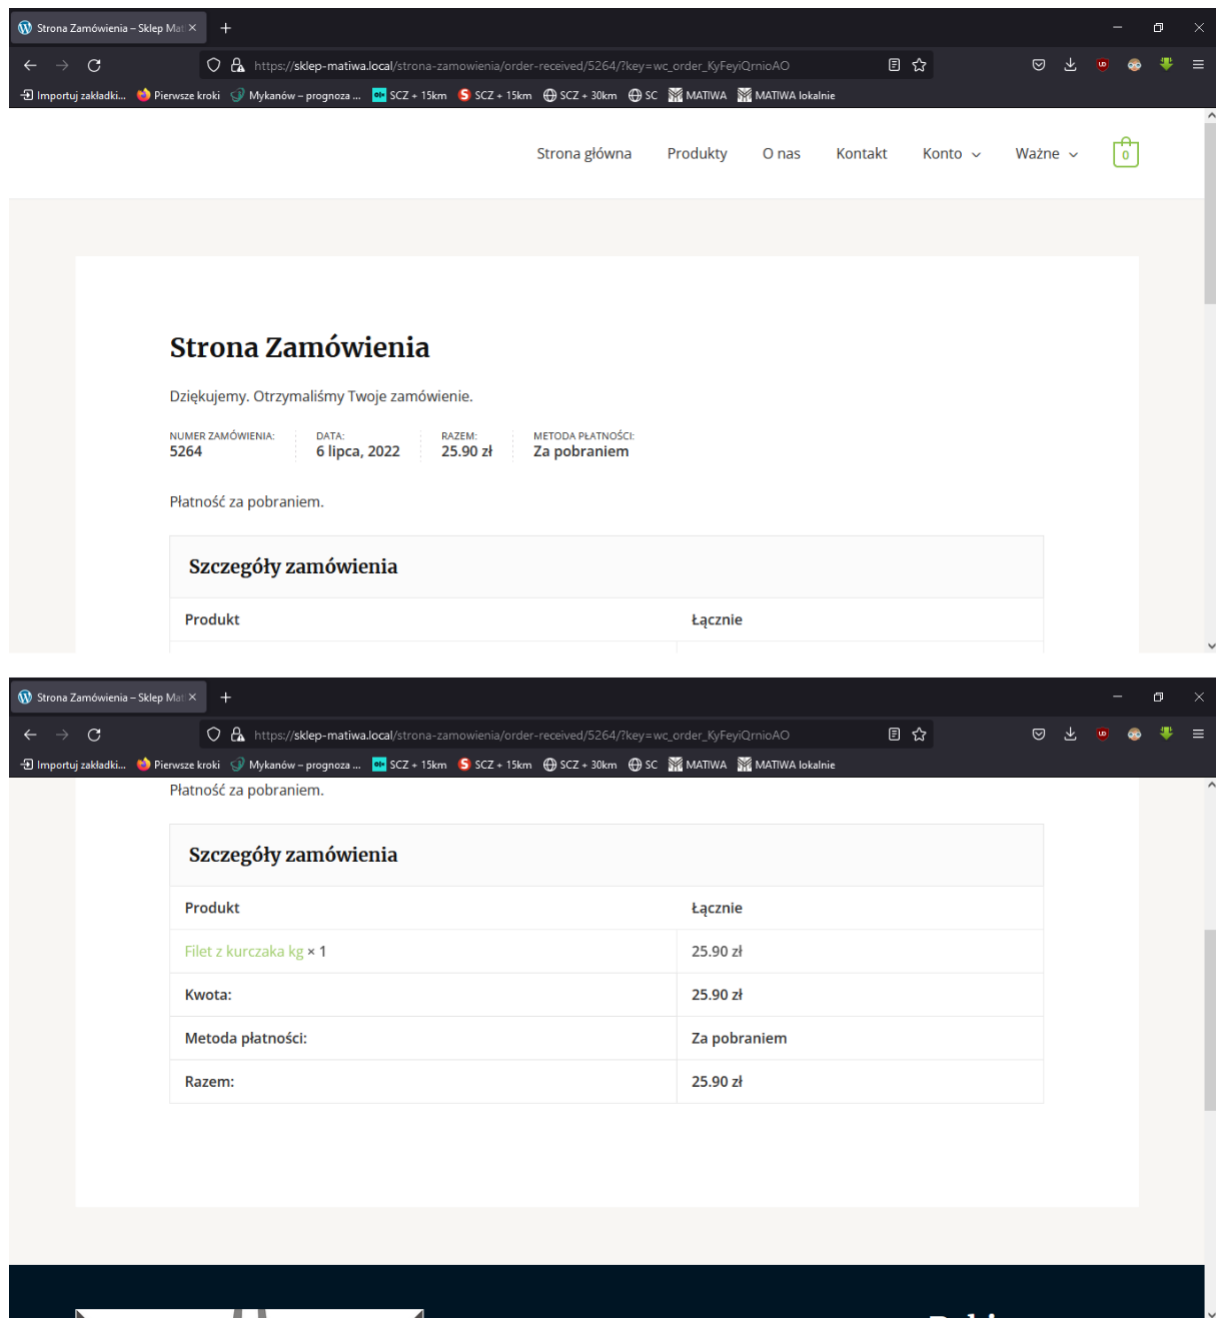 Strona Zamówienia – Sklep Mat
https://sklep-matiwa.local/strona-zamowienia/order-received/5264/?key=wc_order_KyFeyiQrnioAO
Importuj zakładki... Pierwsze kroki Mykanów – prognoza ... SCZ + 15km SCZ + 15km SCZ + 30km SC MATIWA MATIWA lokalnie
Strona główna Produkty O nas Kontakt Konto Ważne 0
Strona Zamówienia
Dziękujemy. Otrzymaliśmy Twoje zamówienie.
NUMER ZAMÓWIENIA: DATA: RAZEM: METODA PŁATNOŚCI:
5264 6 lipca, 2022 25.90 zł Za pobraniem
Płatność za pobraniem.
Szczegóły zamówienia
Produkt Łącznie
Strona Zamówienia – Sklep Mat
https://sklep-matiwa.local/strona-zamowienia/order-received/5264/?key=wc_order_KyFeyiQrnioAO
Importuj zakładki... Pierwsze kroki Mykanów – prognoza ... SCZ + 15km SCZ + 15km SCZ + 30km SC MATIWA MATIWA lokalnie
Płatność za pobraniem.
Szczegóły zamówienia
Produkt Łącznie
Filet z kurczaka kg × 1 25.90 zł
Kwota: 25.90 zł
Metoda płatności: Za pobraniem
Razem: 25.90 zł